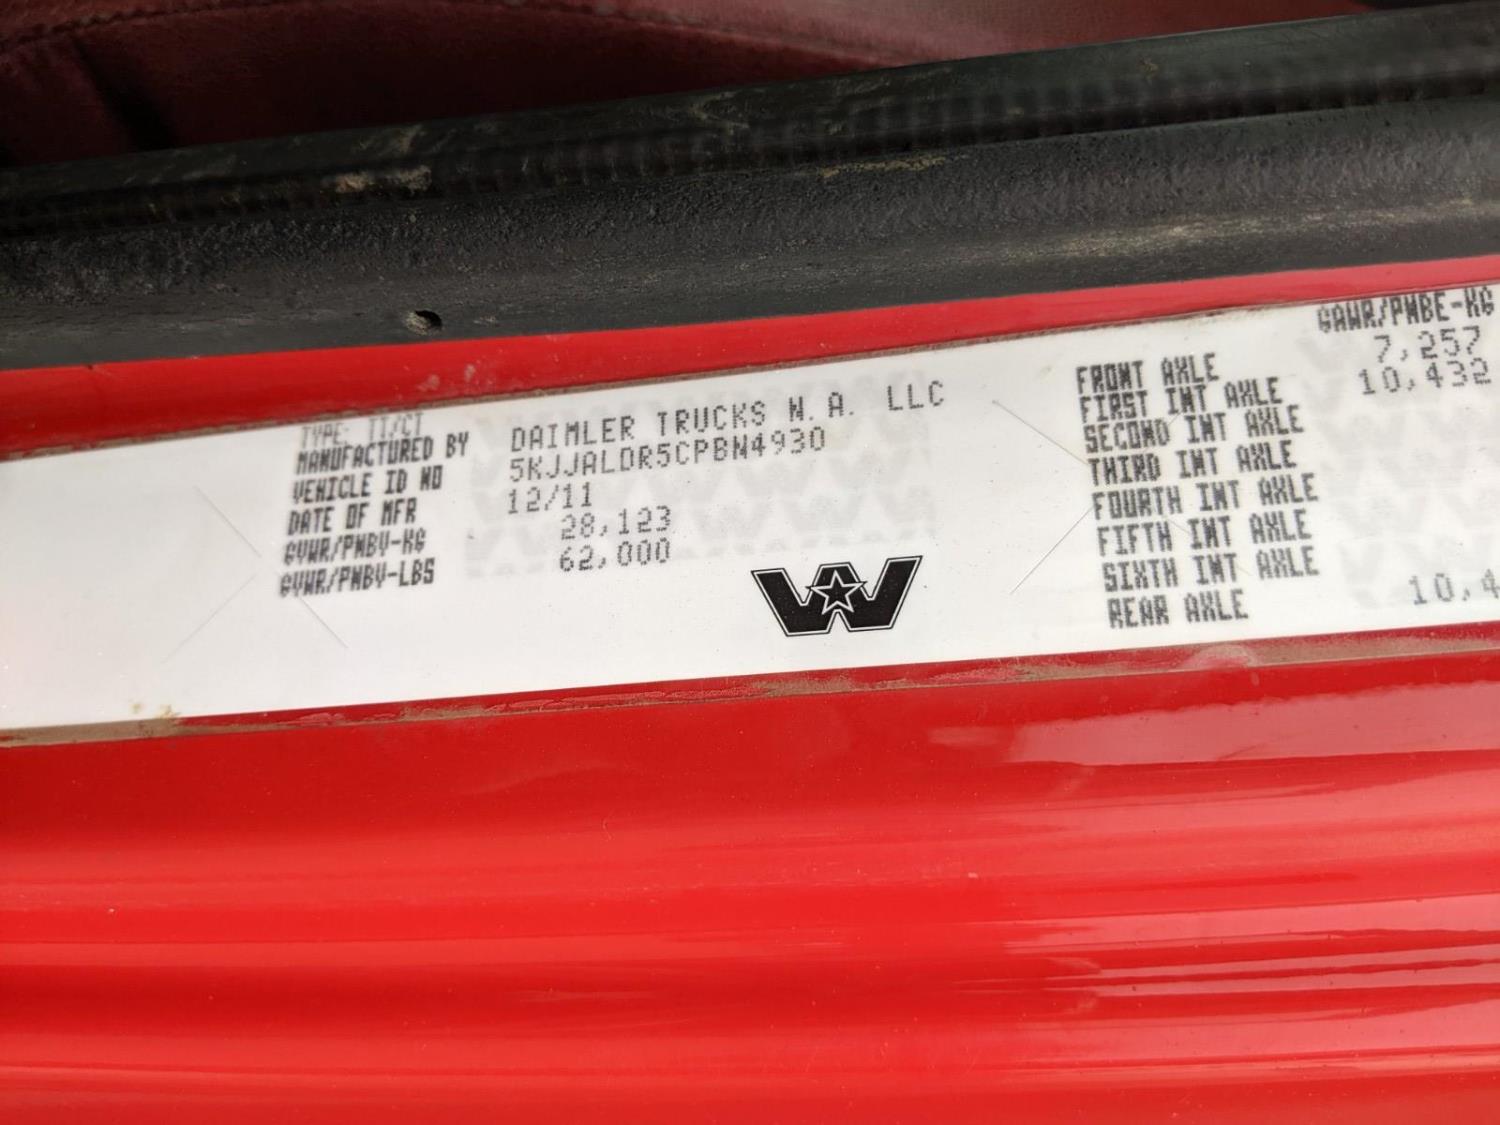 TYPE: TT/CT
MANUFACTURED BY DAIMLER TRUCKS N.A. LLC
VEHICLE ID NO 5KJJALDR5CPBN4930
DATE OF MFR 12/11
GVWR/PNBV-KG 28,123
GVWR/PNBV-LBS 62,000
GAWR/PNBE-KG
FRONT AXLE 7,257
FIRST INT AXLE 10,432
SECOND INT AXLE
THIRD INT AXLE
FOURTH INT AXLE
FIFTH INT AXLE
SIXTH INT AXLE
REAR AXLE 10,4